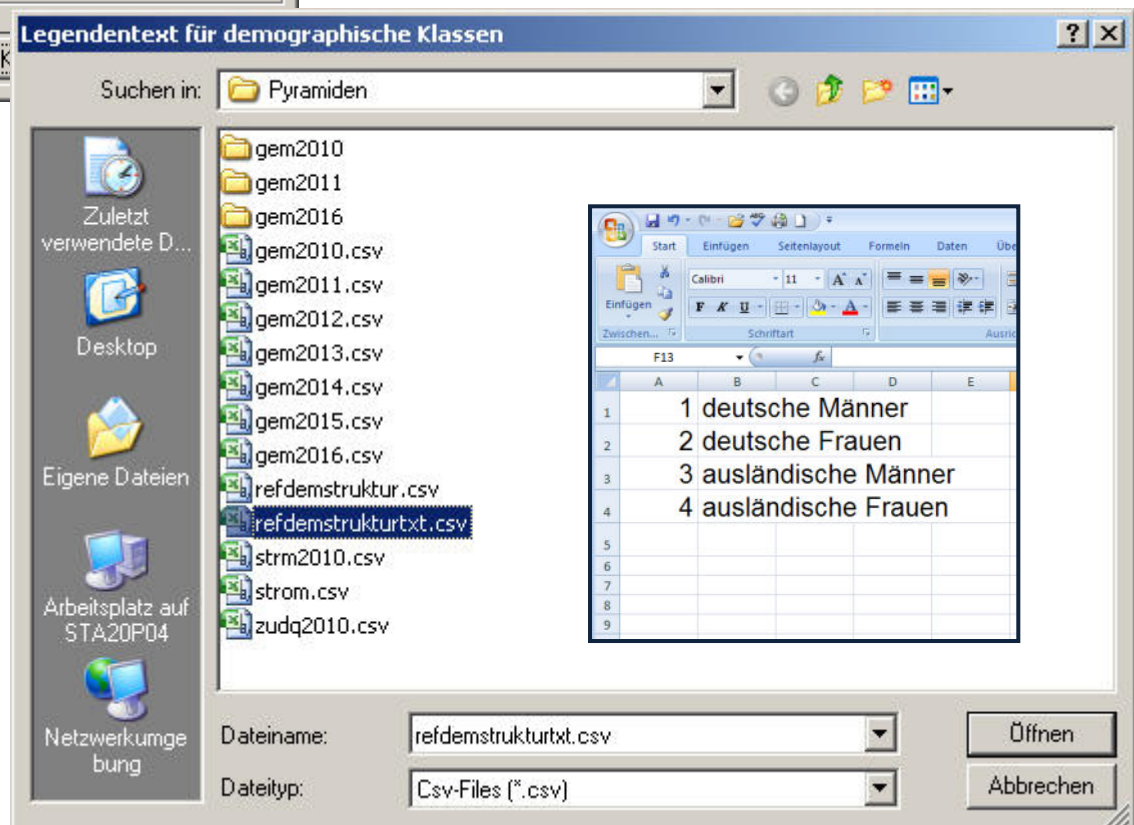 K
Legendentext für demographische Klassen
Suchen in:
Pyramiden
Zuletzt
verwendete D...
Desktop
Eigene Dateien
Arbeitsplatz auf
STA20P04
Netzwerkumge
bung
gem2010
gem2011
gem2016
gem2010.csv
gem2011.csv
gem2012.csv
gem2013.csv
gem2014.csv
gem2015.csv
gem2016.csv
refdemstruktur.csv
refdemstrukturtxt.csv
strm2010.csv
strom.csv
zudq2010.csv
Start Einfügen Seitenlayout Formeln Daten Übe
Einfügen
Calibri 11 A A
F K U A
Zwischen... Schriftart Ausric
F13 fx
A B C D E
1 1 deutsche Männer
2 2 deutsche Frauen
3 3 ausländische Männer
4 4 ausländische Frauen
5
6
7
8
9
Dateiname: refdemstrukturtxt.csv Öffnen
Dateityp: Csv-Files (*.csv) Abbrechen